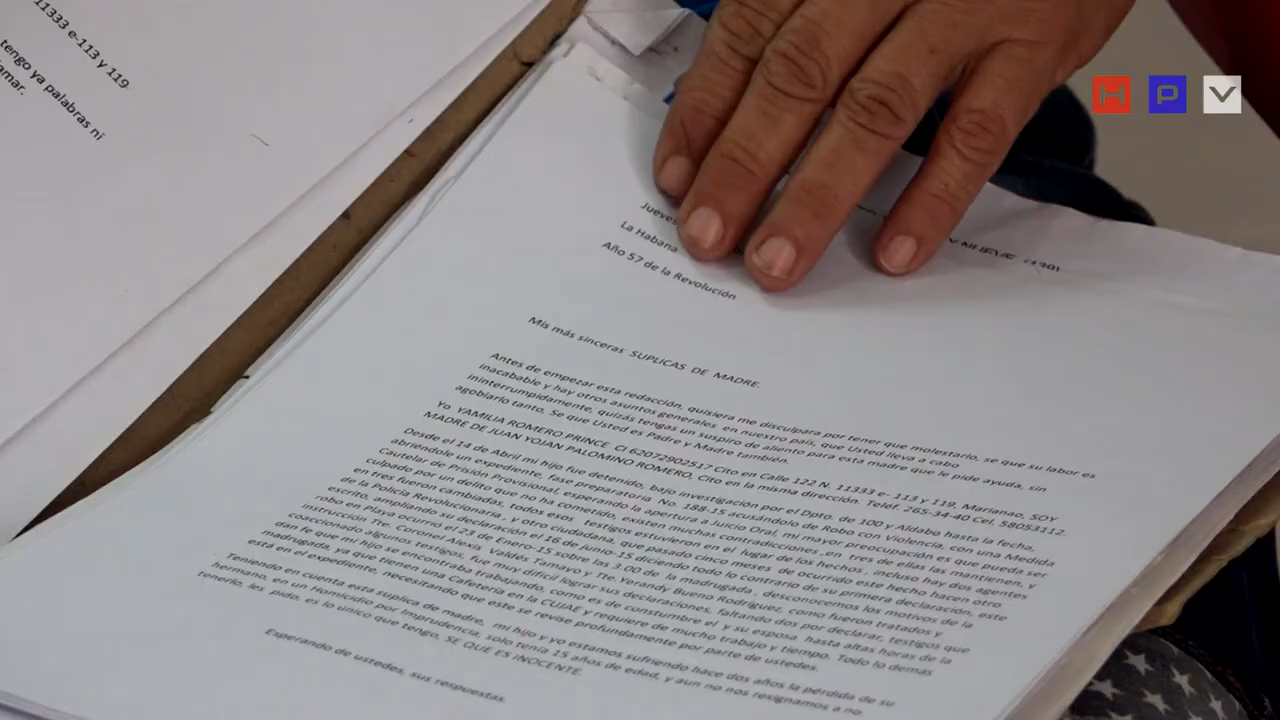 11333 e-113 y 119
tengo ya palabras ni
H P V
Jueves
La Habana
Año 57 de la Revolución
Y NUEVE
Mis más sinceras SUPLICAS DE MADRE.
Antes de empezar esta redacción, quisiera me disculpara por tener que molestarlo, se que su labor es
inacabable y hay otros asuntos generales en nuestro país, que Usted lleva a cabo
ininterrumpidamente, quizás tengas un suspiro de aliento para esta madre que le pide ayuda, sin
agobiarlo tanto. Se que Usted es Padre y Madre también.
Yo YAMILIA ROMERO PRINCE CI 62072902517 Cito en Calle 122 N. 11333 e- 113 y 119, Marianao, SOY
MADRE DE JUAN YOJAN PALOMINO ROMERO, Cito en la misma dirección. Telef. 265-34-40 Cel. 58053112.
Desde el 14 de Abril mi hijo fue detenido, bajo investigación por el Dpto. de 100 y Aldabo hasta la fecha,
abriéndole un expediente, fase preparatoria No. 188-15 acusándolo de Robo con Violencia, con una Medida
Cautelar de Prisión Provisional, esperando la apertura a Juicio Oral, mi mayor preocupación es que pueda ser
culpado por un delito que no ha cometido, existen muchas contradicciones ,en tres de ellas las mantienen, y
en tres fueron cambiadas, todos esos testigos estuvieron en el lugar de los hechos , incluso hay dos agentes
de la Policía Revolucionaria , y otro ciudadana, que pasado cinco meses de ocurrido este hecho hacen otro
escrito, ampliando su declaración el 16 de junio-15 diciendo todo lo contrario de su primera declaración, este
robo en Playa ocurrió el 23 de Enero-15 sobre las 3.00 de la madrugada , desconocemos los motivos de la
instrucción Tte. Coronel Alexis Valdés Tamayo y Tte. Yerandy Bueno Rodríguez, como fueron tratados y
coaccionado algunos testigos, fue muy difícil lograr sus declaraciones, faltando dos por declarar, testigos que
dan fe que mi hijo se encontraba trabajando, como es de constumbre el y su esposa hasta altas horas de la
madrugada, ya que tienen una Cafetería en la CUJAE y requiere de mucho trabajo y tiempo. Todo lo demás
está en el expediente, necesitando que este se revise profundamente por parte de ustedes.
Teniendo en cuenta esta suplica de madre, mi hijo y yo estamos sufriendo hace dos años la pérdida de su
hermano, en un Homicidio por Imprudencia, solo tenía 15 años de edad, y aun no nos resignamos a no
tenerlo, les pido, es lo único que tengo, SE QUE ES INOCENTE.
Esperando de ustedes, sus respuestas.